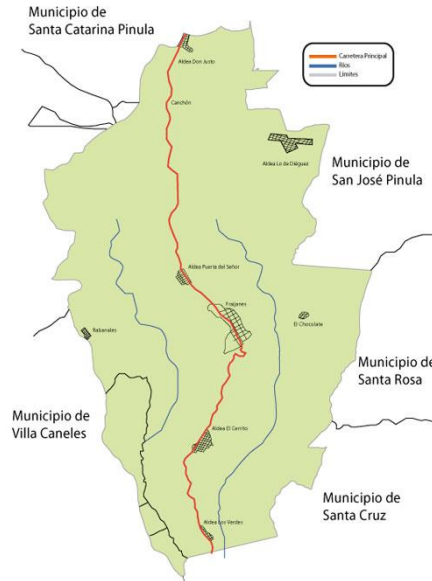 Municipio de
Santa Catarina Pinula
Aldea Don Justo
Carretera Principal
Ríos
Límites
Canchón
Aldea Lo de Diéguez
Municipio de
San José Pinula
Aldea Puerta del Señor
Fraijanes
El Chocolate
Rabanales
Municipio de
Santa Rosa
Municipio de
Villa Caneles
Aldea El Cerrito
Municipio de
Santa Cruz
Aldea Los Verdes